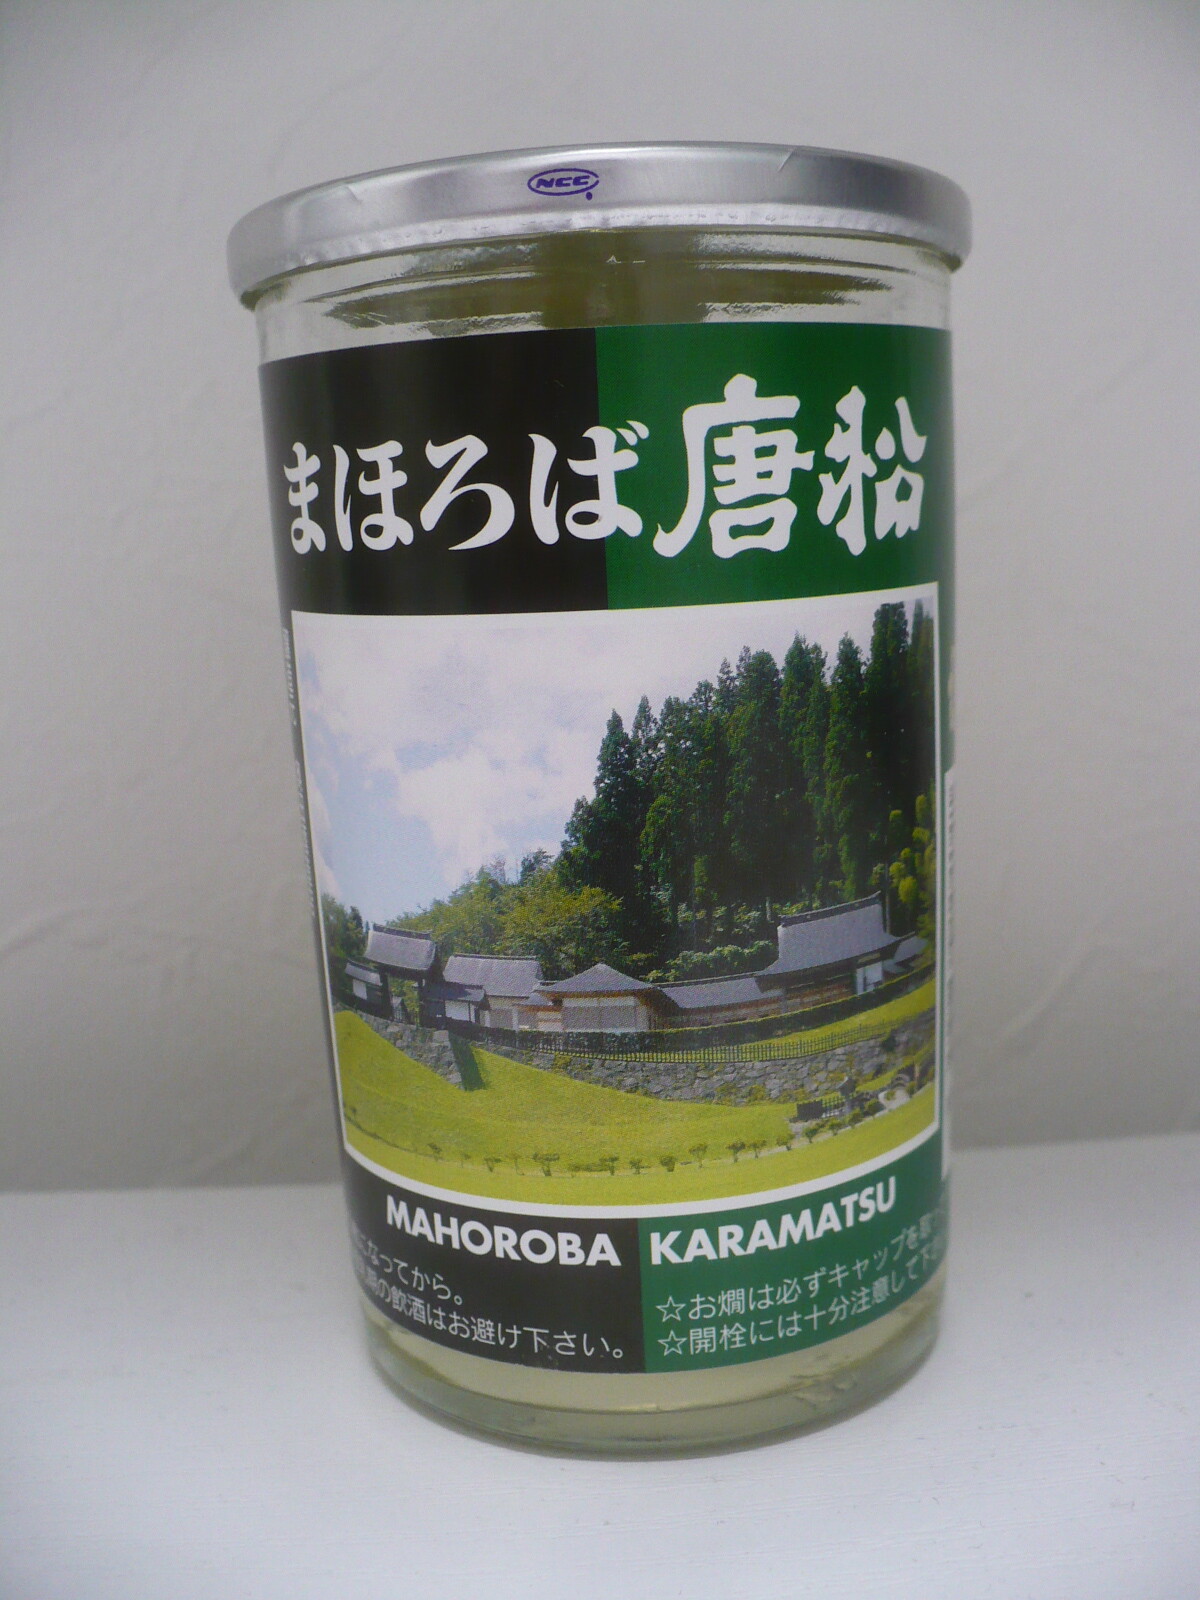 NCC
まほろば唐松
MAHOROBA KARAMATSU
になってから。
の飲酒はお避け下さい。
☆お燗は必ずキャップを取
☆開栓には十分注意して下